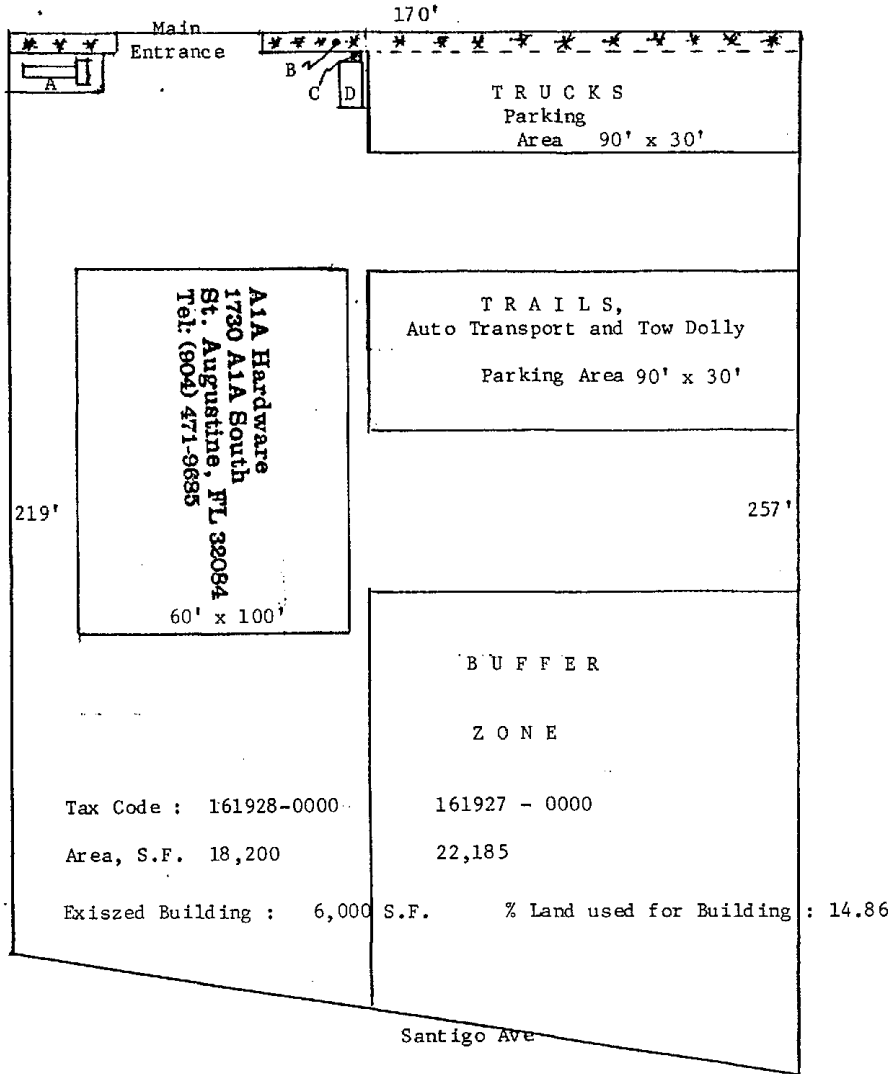 170'
Main
Entrance
A
B
C
D
T R U C K S
Parking
Area 90' x 30'
A1A Hardware
1730 A1A South
St. Augustine, FL 32084
Tel: (904) 471-9685
60' x 100'
T R A I L S,
Auto Transport and Tow Dolly
Parking Area 90' x 30'
219'
257'
B U F F E R
Z O N E
Tax Code : 161928-0000
161927 - 0000
Area, S.F. 18,200
22,185
Exiszed Building : 6,000 S.F.
% Land used for Building : 14.86
Santigo Ave